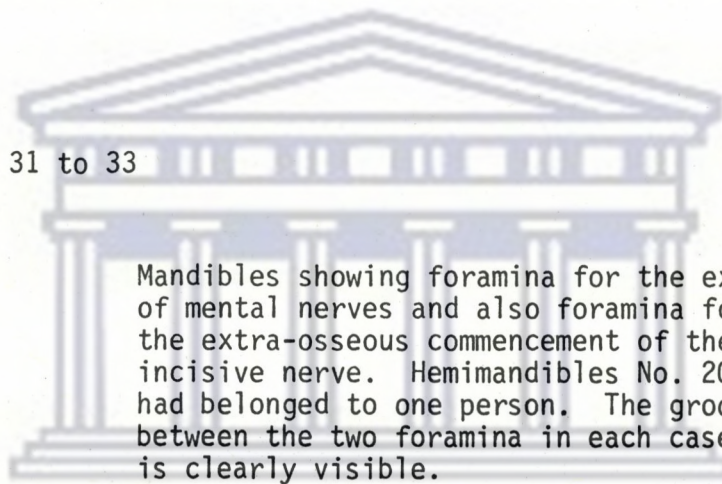 31 to 33
Mandibles showing foramina for the
of mental nerves and also foramina
the extra-osseous commencement of the
incisive nerve. Hemimandibles No.
had belonged to one person. The
between the two foramina in each case
is clearly visible.